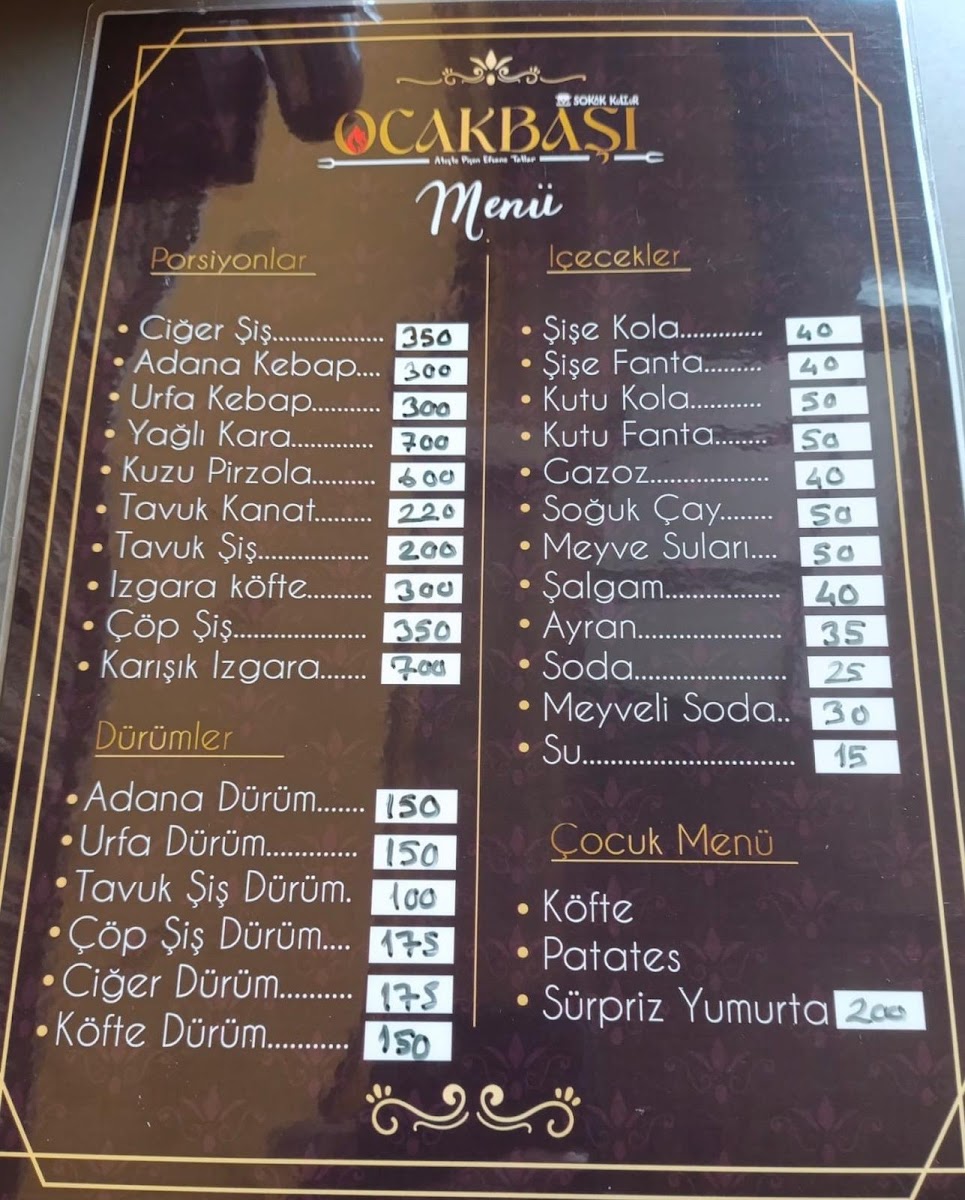 SOKAK KULTUR
OCAKBAŞI
Ateşte Pişen Efsane Tatlar
Menü
Porsiyonlar
• Ciğer Şiş................... 350
• Adana Kebap.... 300
• Urfa Kebap............ 300
• Yağlı Kara.............. 700
• Kuzu Pirzola........... 600
• Tavuk Kanat.......... 220
• Tavuk Şiş................... 200
• Izgara köfte........... 300
• Çöp Şiş....................... 350
• Karışık Izgara........ 700
Dürümler
• Adana Dürüm....... 150
• Urfa Dürüm.............. 150
• Tavuk Şiş Dürüm. 100
• Çöp Şiş Dürüm.... 175
• Ciğer Dürüm........... 175
• Köfte Dürüm............ 150
Içecekler
• Şişe Kola............. 40
• Şişe Fanta......... 40
• Kutu Kola........... 50
• Kutu Fanta........ 50
• Gazoz.................... 40
• Soğuk Çay........ 50
• Meyve Suları.... 50
• Şalgam................... 40
• Ayran....................... 35
• Soda........................ 25
• Meyveli Soda.. 30
• Su................................ 15
Çocuk Menü
• Köfte
• Patates
• Sürpriz Yumurta 200